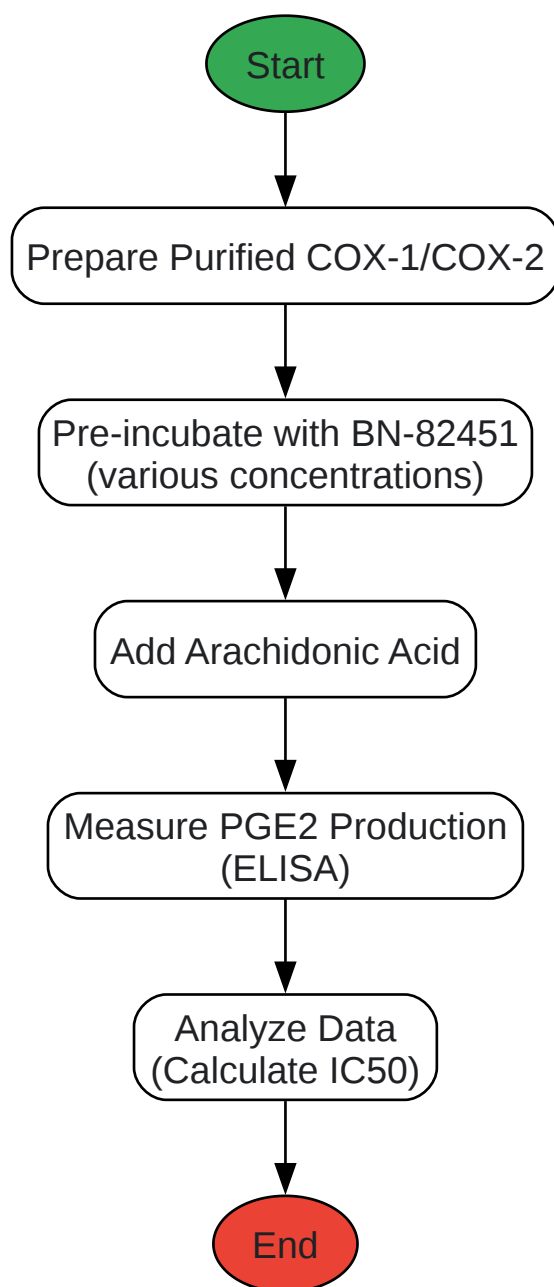 Start
Prepare Purified COX-1/COX-2
Pre-incubate with BN-82451
(various concentrations)
Add Arachidonic Acid
Measure PGE2 Production
(ELISA)
Analyze Data
(Calculate IC50)
End